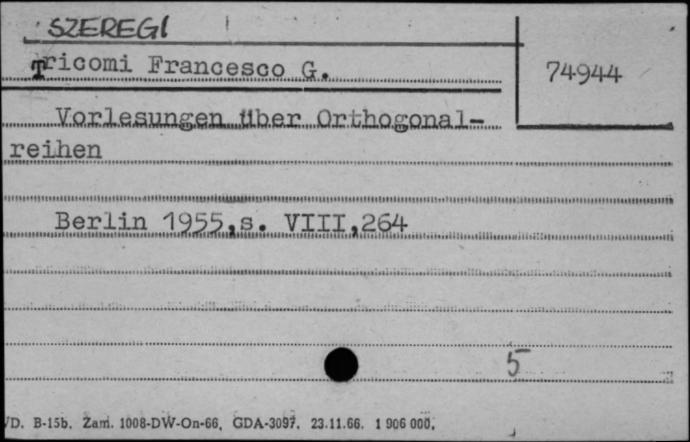 SZEREGI
Tricomi Francesco G.
74944
Vorlesungen über Orthogonal-
reihen
Berlin 1955,s. VIII,264
5
D. B-15b. Zam. 1008-DW-On-66. GDA-3097. 23.11.66. 1 906 000.